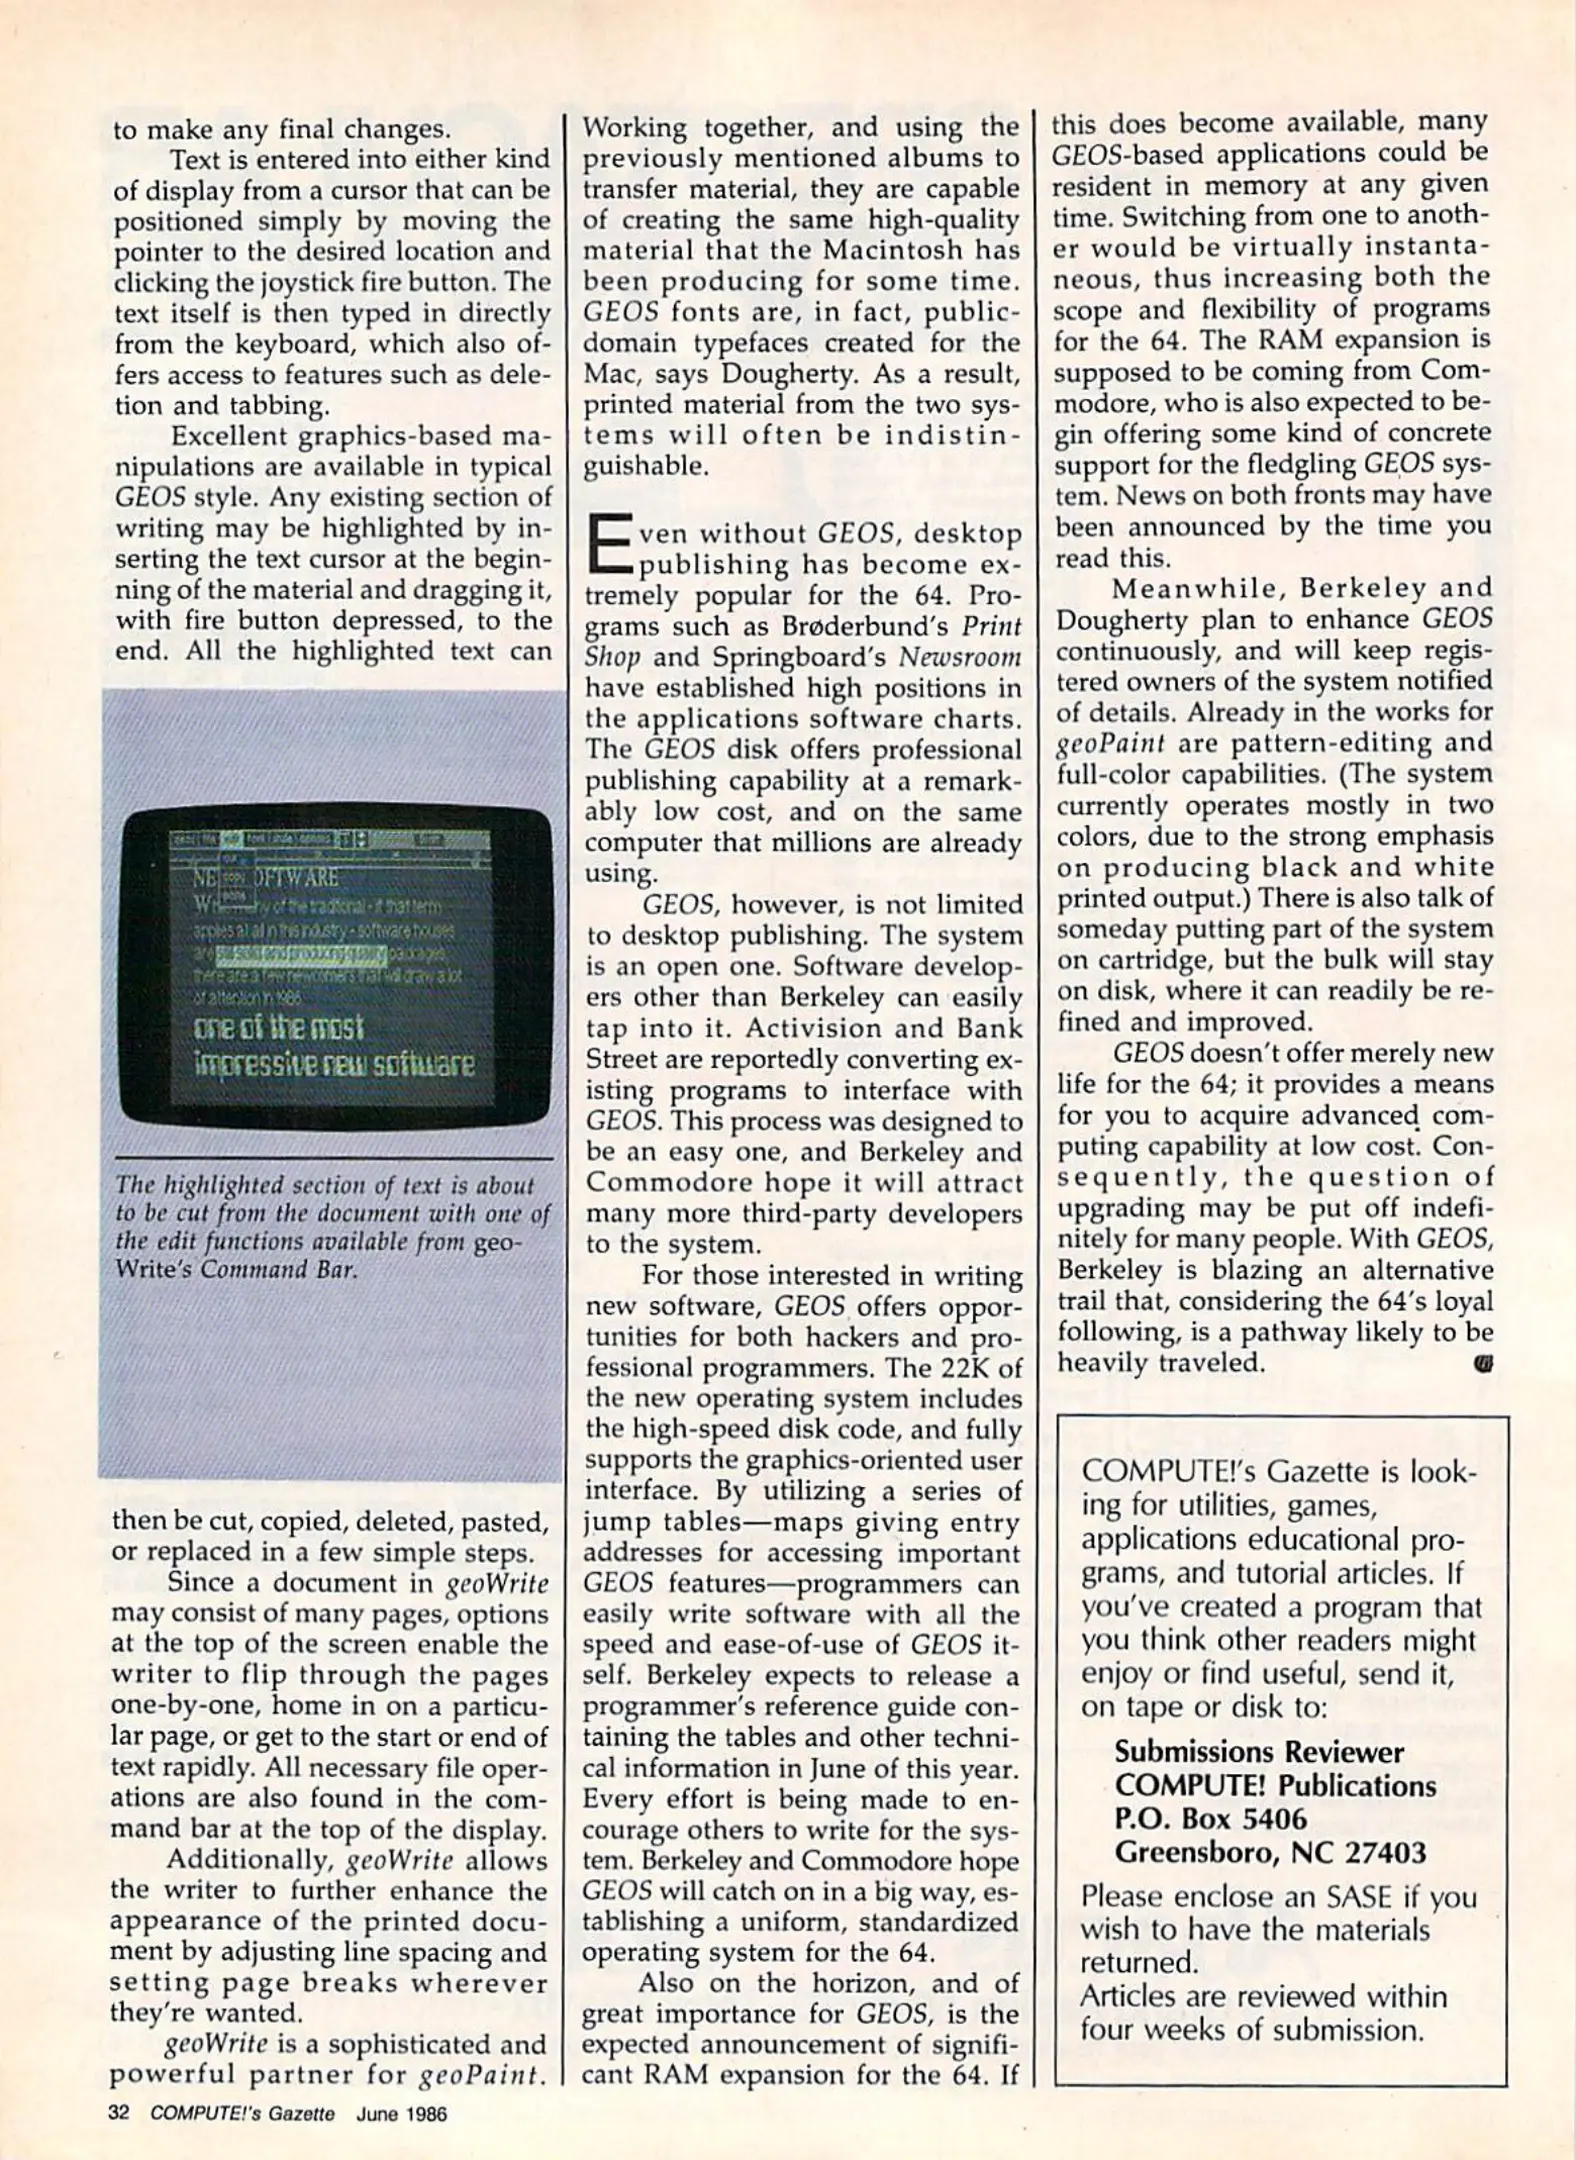 to make any final changes.
Text is entered into either kind
of display from a cursor that can be
positioned simply by moving the
pointer to the desired location and
clicking the joystick fire button. The
text itself is then typed in directly
from the keyboard, which also of-
fers access to features such as dele-
tion and tabbing.
Excellent graphics-based ma-
nipulations are available in typical
GEOS style. Any existing section of
writing may be highlighted by in-
serting the text cursor at the begin-
ning of the material and dragging it,
with fire button depressed, to the
end. All the highlighted text can
OFTWARE
of the traditional - if that term
applies at all in this industry - software houses
packages
there are a few newcomers that will draw a lot
of attention in 1986
one of the most
impressive new software
The highlighted section of text is about
to be cut from the document with one of
the edit functions available from geo-
Write's Command Bar.
then be cut, copied, deleted, pasted,
or replaced in a few simple steps.
Since a document in geoWrite
may consist of many pages, options
at the top of the screen enable the
writer to flip through the pages
one-by-one, home in on a particu-
lar page, or get to the start or end of
text rapidly. All necessary file oper-
ations are also found in the com-
mand bar at the top of the display.
Additionally, geoWrite allows
the writer to further enhance the
appearance of the printed docu-
ment by adjusting line spacing and
setting page breaks wherever
they're wanted.
geoWrite is a sophisticated and
powerful partner for geoPaint.
Working together, and using the
previously mentioned albums to
transfer material, they are capable
of creating the same high-quality
material that the Macintosh has
been producing for some time.
GEOS fonts are, in fact, public-
domain typefaces created for the
Mac, says Dougherty. As a result,
printed material from the two sys-
tems will often be indistin-
guishable.
Even without GEOS, desktop
publishing has become ex-
tremely popular for the 64. Pro-
grams such as Brøderbund's Print
Shop and Springboard's Newsroom
have established high positions in
the applications software charts.
The GEOS disk offers professional
publishing capability at a remark-
ably low cost, and on the same
computer that millions are already
using.
GEOS, however, is not limited
to desktop publishing. The system
is an open one. Software develop-
ers other than Berkeley can easily
tap into it. Activision and Bank
Street are reportedly converting ex-
isting programs to interface with
GEOS. This process was designed to
be an easy one, and Berkeley and
Commodore hope it will attract
many more third-party developers
to the system.
For those interested in writing
new software, GEOS offers oppor-
tunities for both hackers and pro-
fessional programmers. The 22K of
the new operating system includes
the high-speed disk code, and fully
supports the graphics-oriented user
interface. By utilizing a series of
jump tables—maps giving entry
addresses for accessing important
GEOS features—programmers can
easily write software with all the
speed and ease-of-use of GEOS it-
self. Berkeley expects to release a
programmer's reference guide con-
taining the tables and other techni-
cal information in June of this year.
Every effort is being made to en-
courage others to write for the sys-
tem. Berkeley and Commodore hope
GEOS will catch on in a big way, es-
tablishing a uniform, standardized
operating system for the 64.
Also on the horizon, and of
great importance for GEOS, is the
expected announcement of signifi-
cant RAM expansion for the 64. If
this does become available, many
GEOS-based applications could be
resident in memory at any given
time. Switching from one to anoth-
er would be virtually instanta-
neous, thus increasing both the
scope and flexibility of programs
for the 64. The RAM expansion is
supposed to be coming from Com-
modore, who is also expected to be-
gin offering some kind of concrete
support for the fledgling GEOS sys-
tem. News on both fronts may have
been announced by the time you
read this.
Meanwhile, Berkeley and
Dougherty plan to enhance GEOS
continuously, and will keep regis-
tered owners of the system notified
of details. Already in the works for
geoPaint are pattern-editing and
full-color capabilities. (The system
currently operates mostly in two
colors, due to the strong emphasis
on producing black and white
printed output.) There is also talk of
someday putting part of the system
on cartridge, but the bulk will stay
on disk, where it can readily be re-
fined and improved.
GEOS doesn't offer merely new
life for the 64; it provides a means
for you to acquire advanced com-
puting capability at low cost. Con-
sequently, the question of
upgrading may be put off indefi-
nitely for many people. With GEOS,
Berkeley is blazing an alternative
trail that, considering the 64's loyal
following, is a pathway likely to be
heavily traveled.
COMPUTE!'s Gazette is look-
ing for utilities, games,
applications educational pro-
grams, and tutorial articles. If
you've created a program that
you think other readers might
enjoy or find useful, send it,
on tape or disk to:
Submissions Reviewer
COMPUTE! Publications
P.O. Box 5406
Greensboro, NC 27403
Please enclose an SASE if you
wish to have the materials
returned.
Articles are reviewed within
four weeks of submission.
32 COMPUTE!'s Gazette June 1986